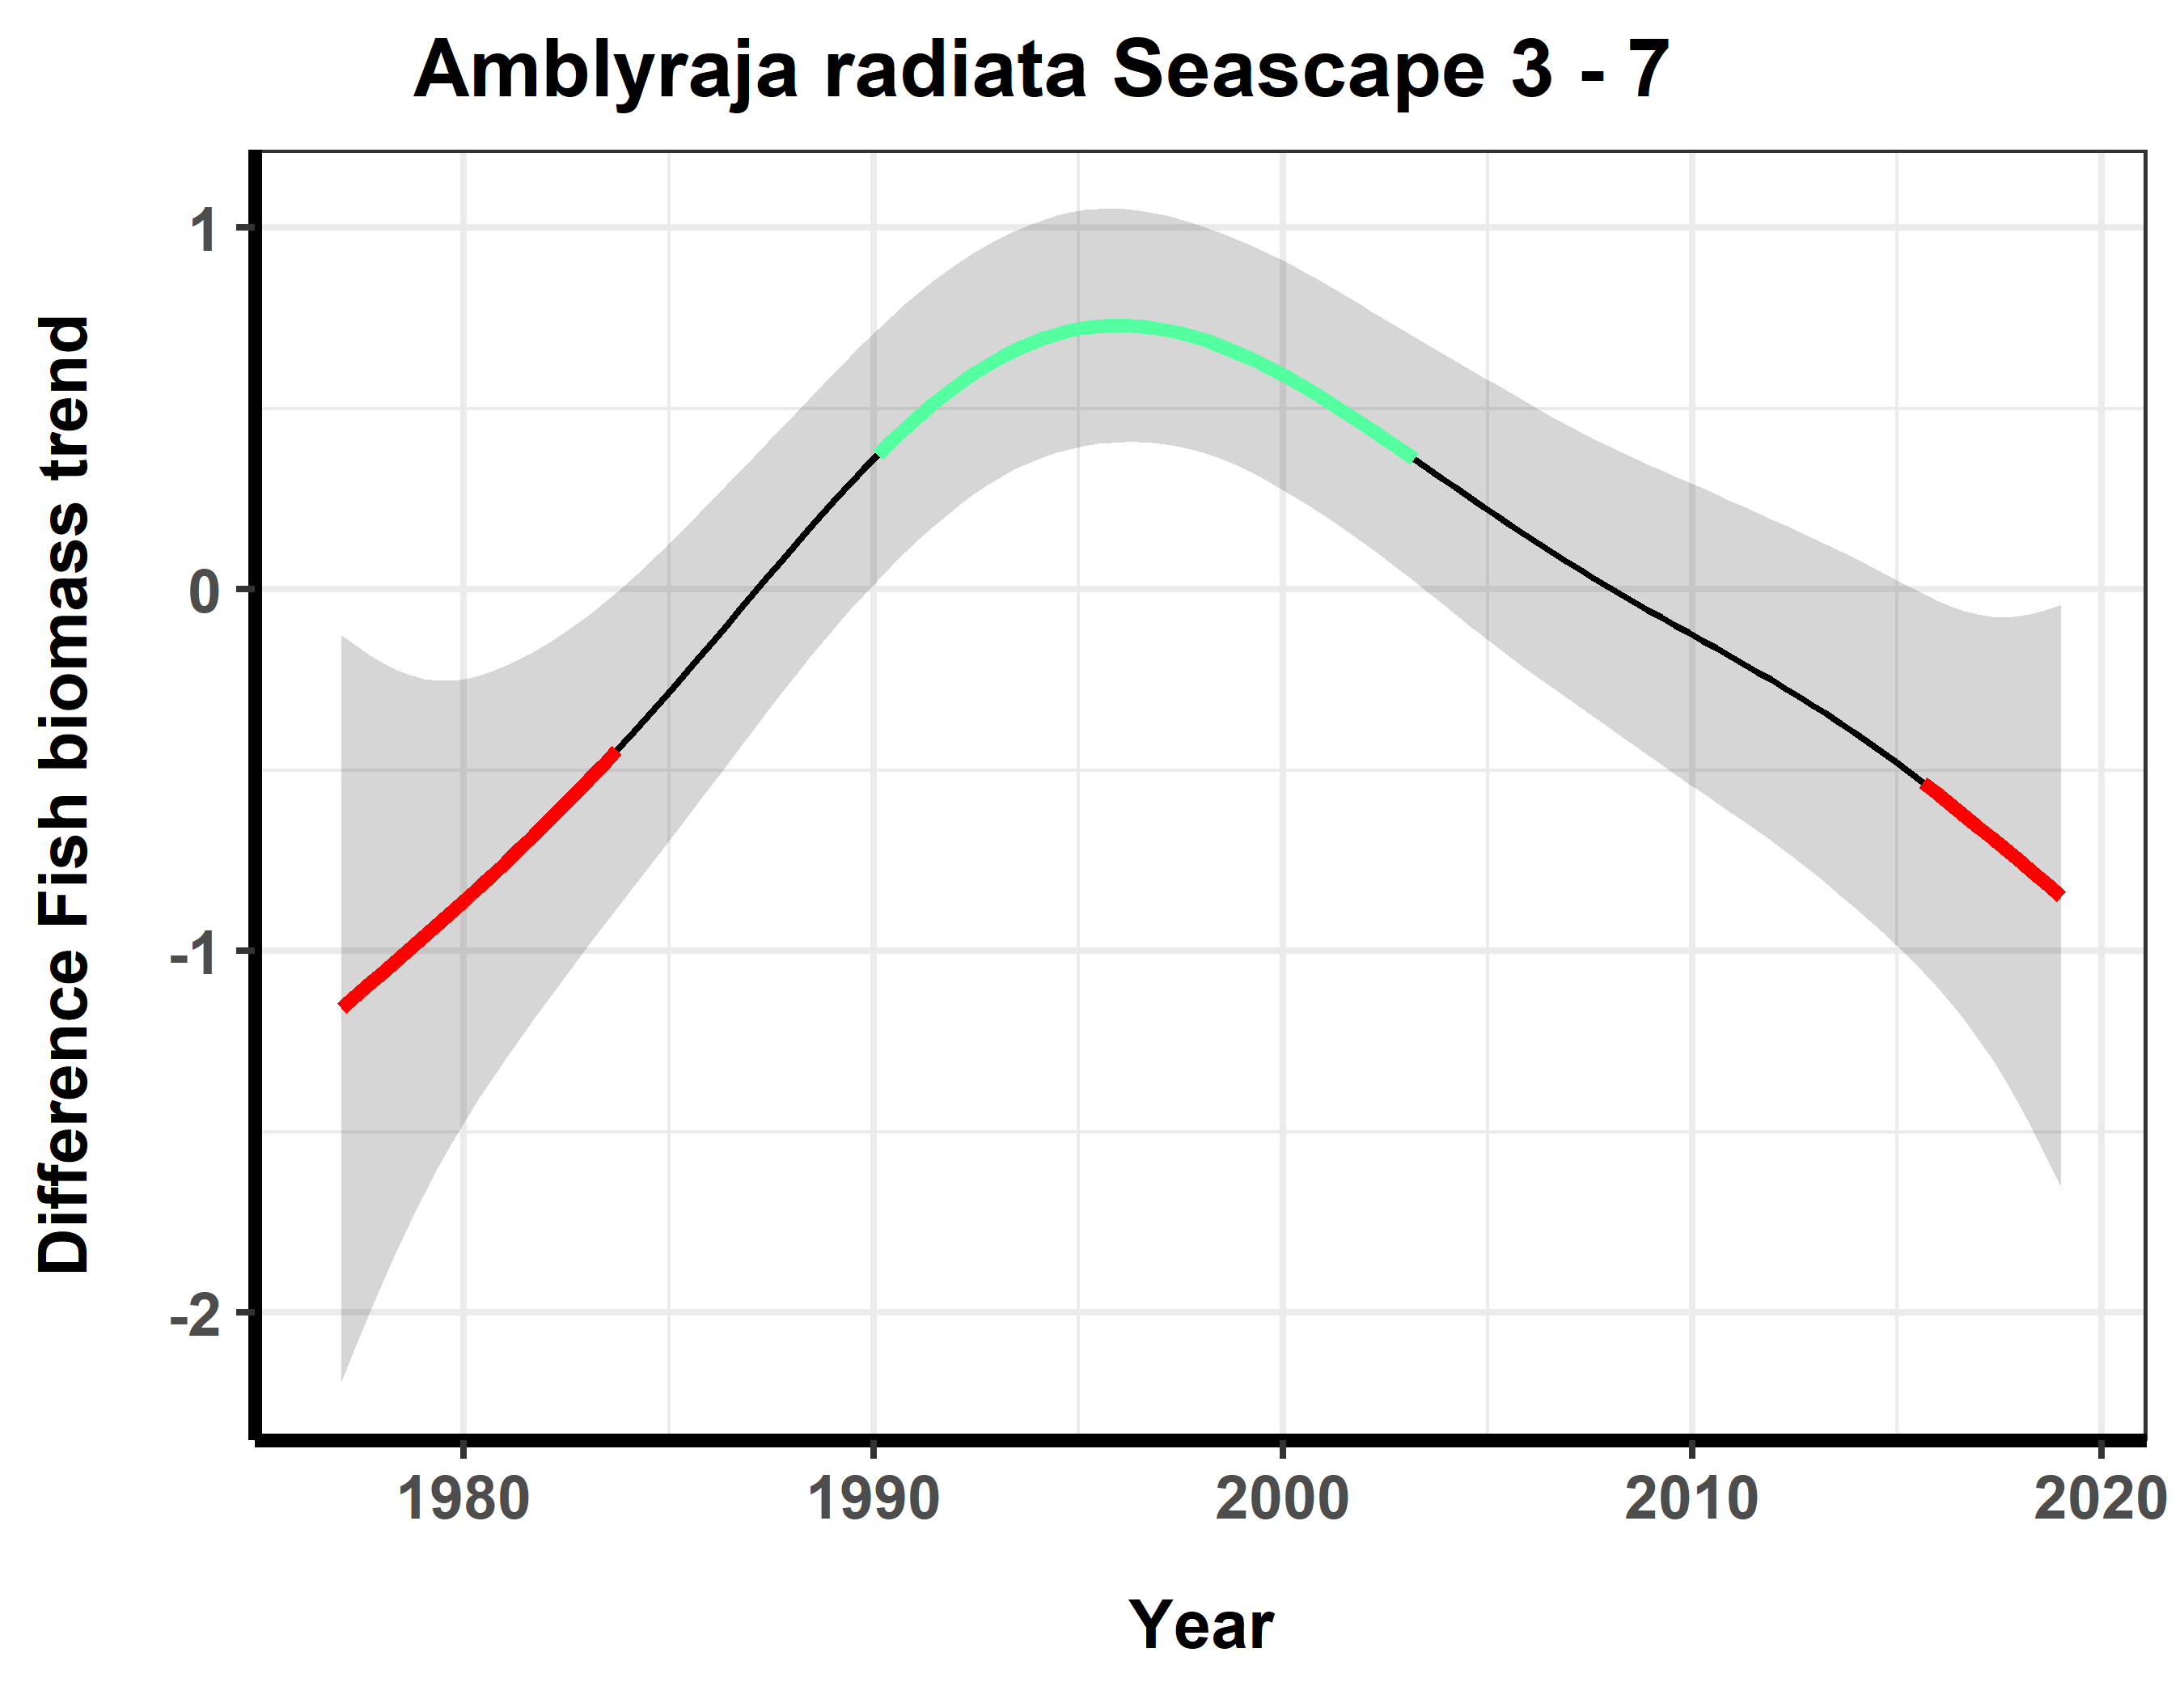 Amblyraja radiata Seascape 3 - 7
Difference Fish biomass trend
1
0
-1
-2
1980 1990 2000 2010 2020
Year